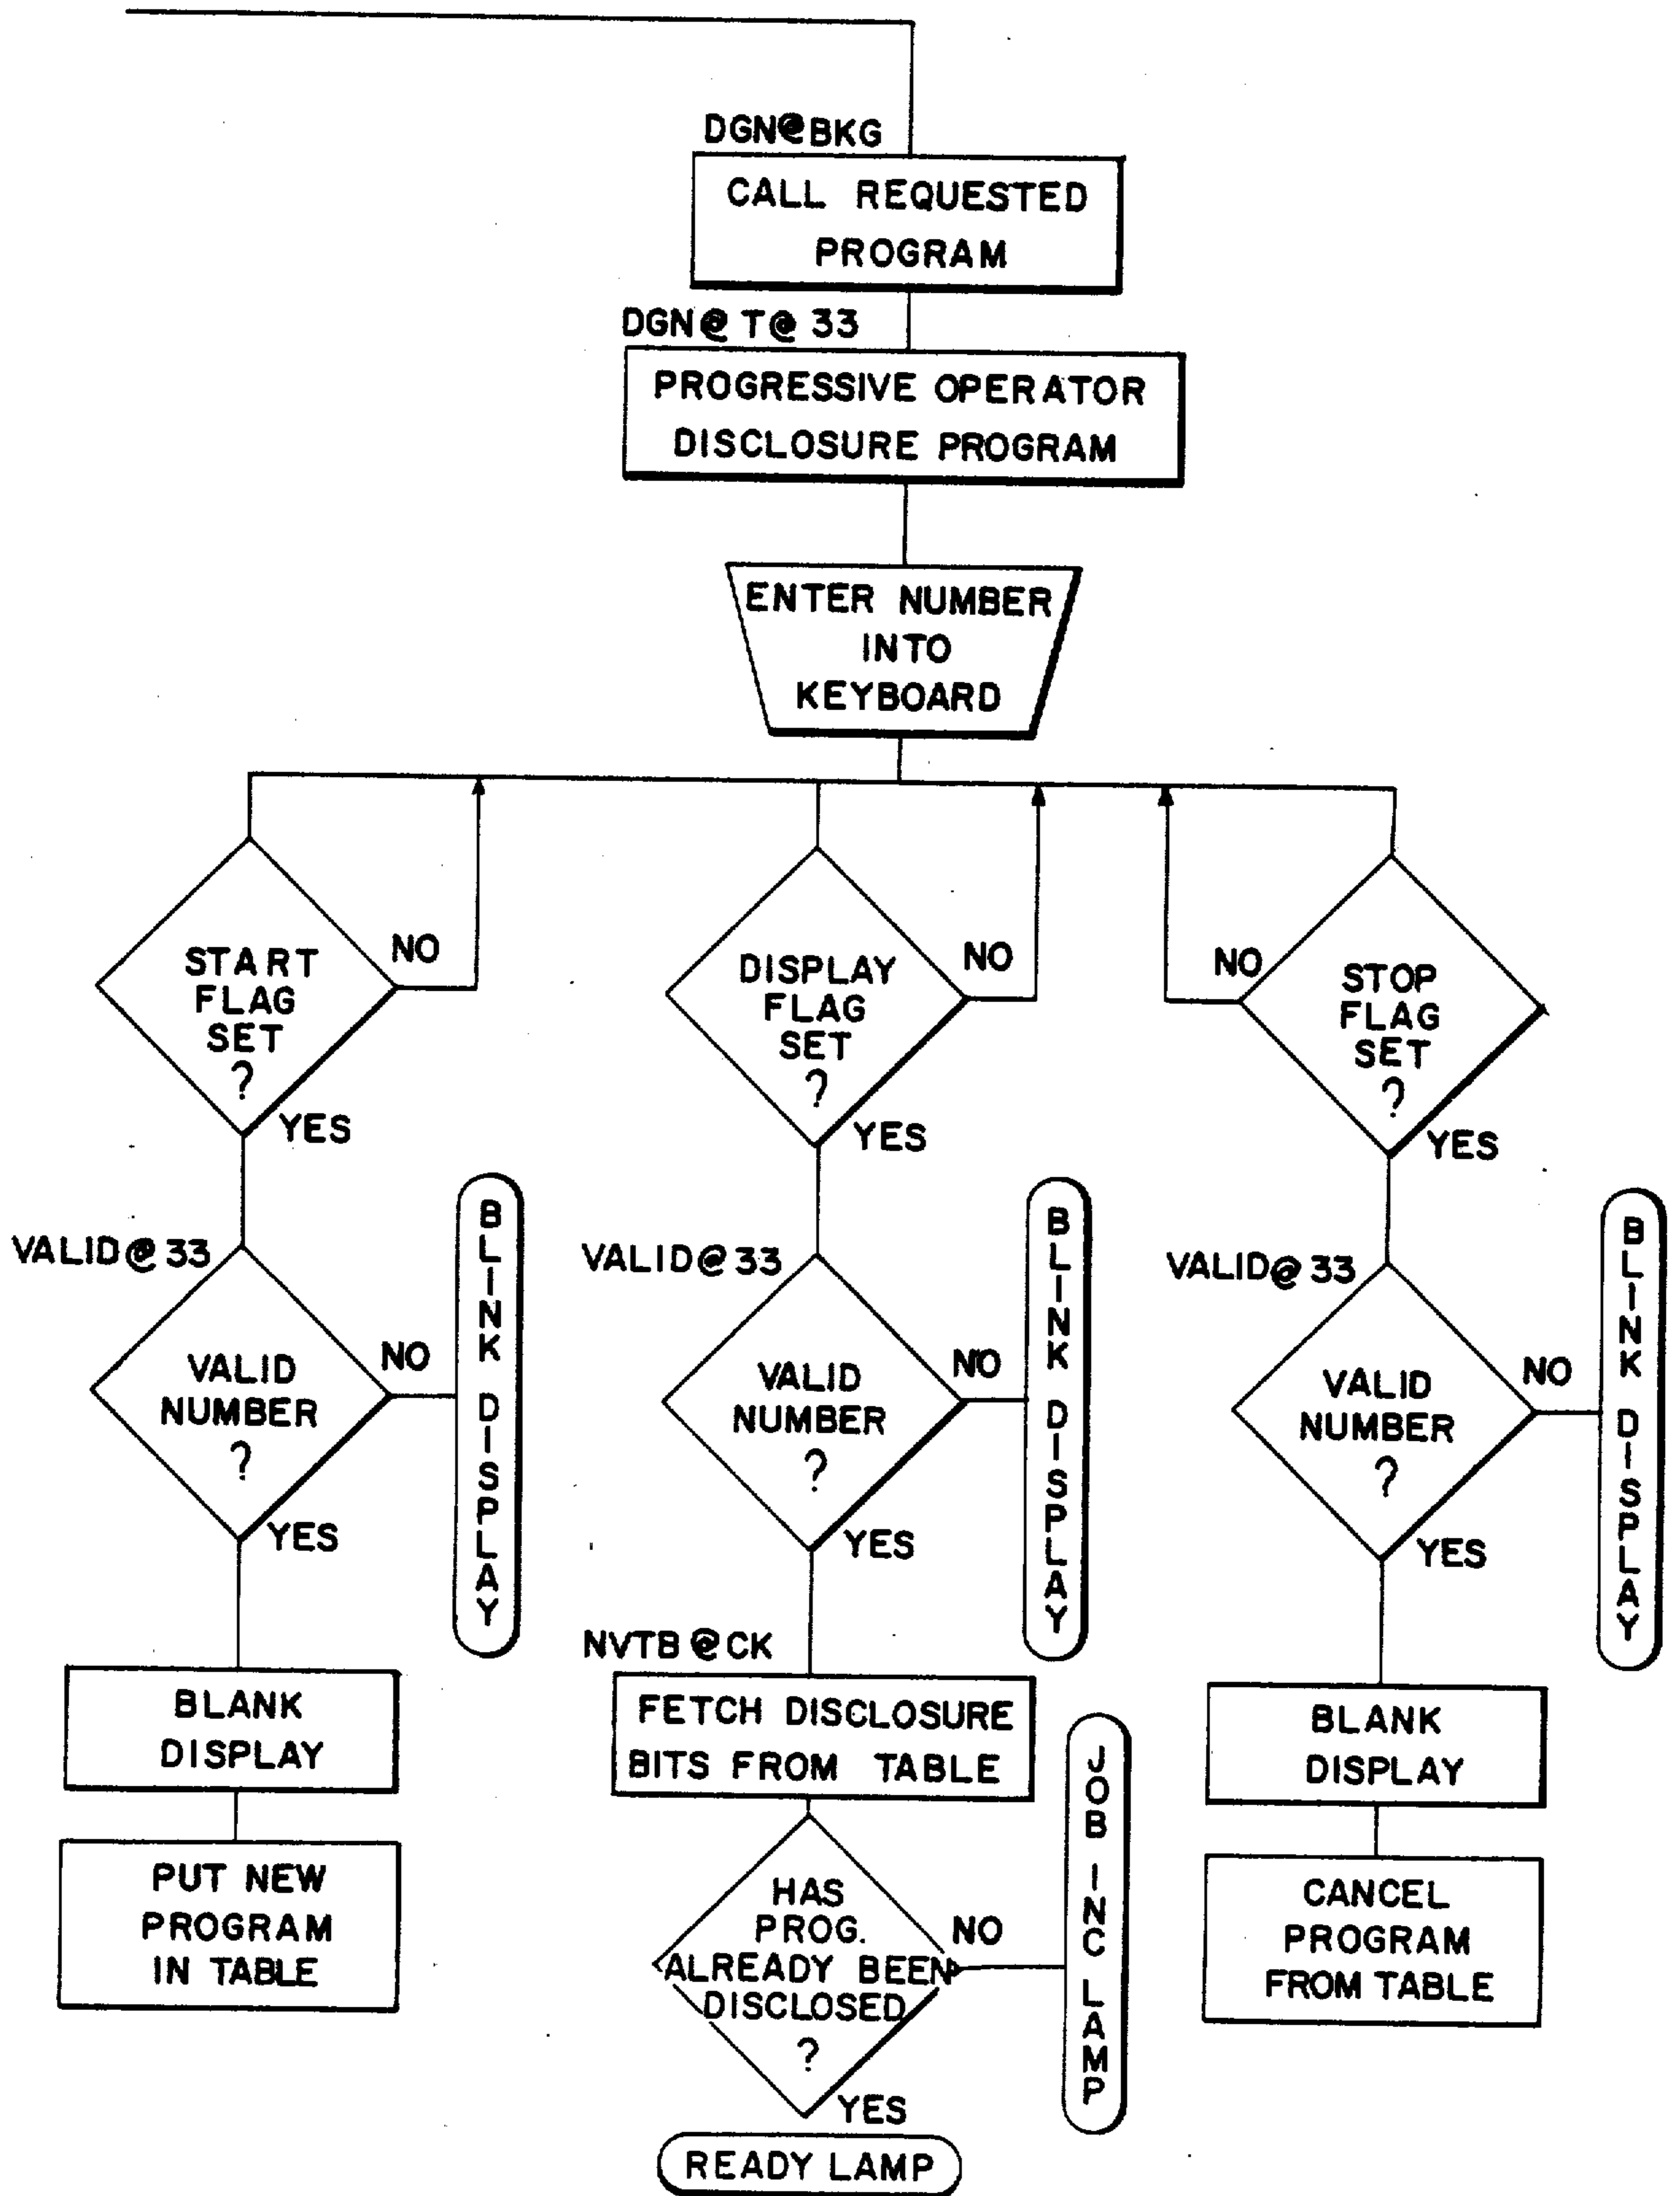 DGN@BKG
CALL REQUESTED
PROGRAM
DGN@ T@ 33
PROGRESSIVE OPERATOR
DISCLOSURE PROGRAM
ENTER NUMBER
INTO
KEYBOARD
START
FLAG
SET
?
NO
YES
VALID@ 33
VALID
NUMBER
?
NO
BLINK DISPLAY
YES
BLANK
DISPLAY
PUT NEW
PROGRAM
IN TABLE
DISPLAY
FLAG
SET
?
NO
YES
VALID@ 33
VALID
NUMBER
?
NO
BLINK DISPLAY
YES
NVTB @CK
FETCH DISCLOSURE
BITS FROM TABLE
HAS
PROG.
ALREADY BEEN
DISCLOSED
?
NO
JOB INC LAMP
YES
READY LAMP
STOP
FLAG
SET
?
NO
YES
VALID@ 33
VALID
NUMBER
?
NO
BLINK DISPLAY
YES
BLANK
DISPLAY
CANCEL
PROGRAM
FROM TABLE